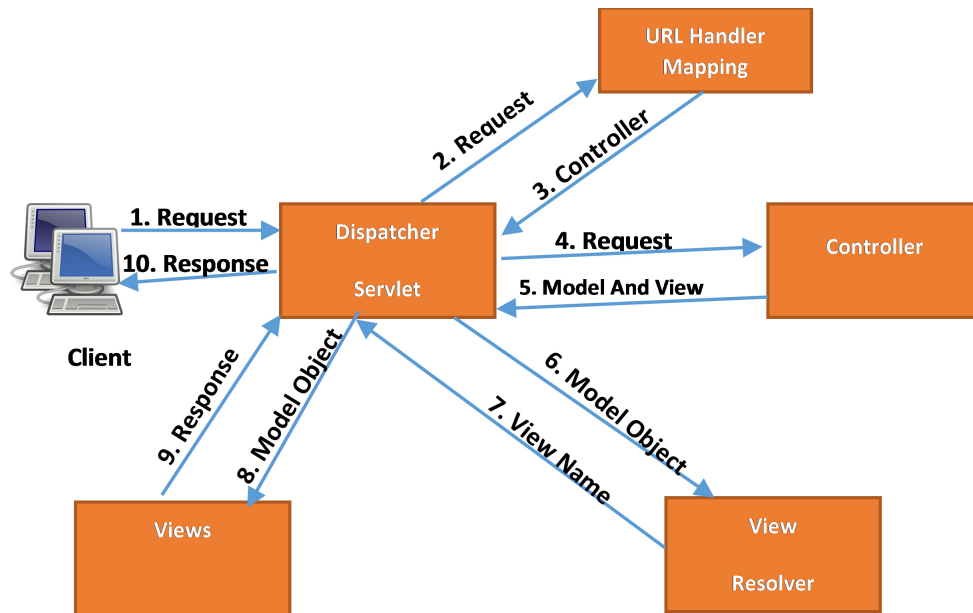 URL Handler
Mapping
2. Request
3. Controller
1. Request
10. Response
Client
Dispatcher
Servlet
4. Request
5. Model And View
Controller
9. Response
8. Model Object
7. View Name
6. Model Object
Views
View
Resolver